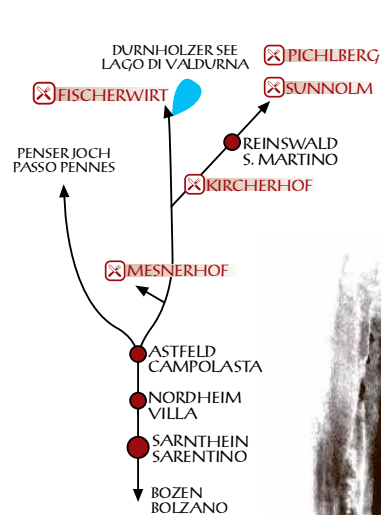 DURNHOLZER SEE
LAGO DI VALDURNA
PICHLBERG
FISCHERWIRT
SUNNOLM
REINSWALD
S. MARTINO
PENSER JOCH
PASSO PENNES
KIRCHERHOF
MESNERHOF
ASTFELD
CAMPOLASTA
NORDHEIM
VILLA
SARNTHEIN
SARENTINO
BOZEN
BOLZANO